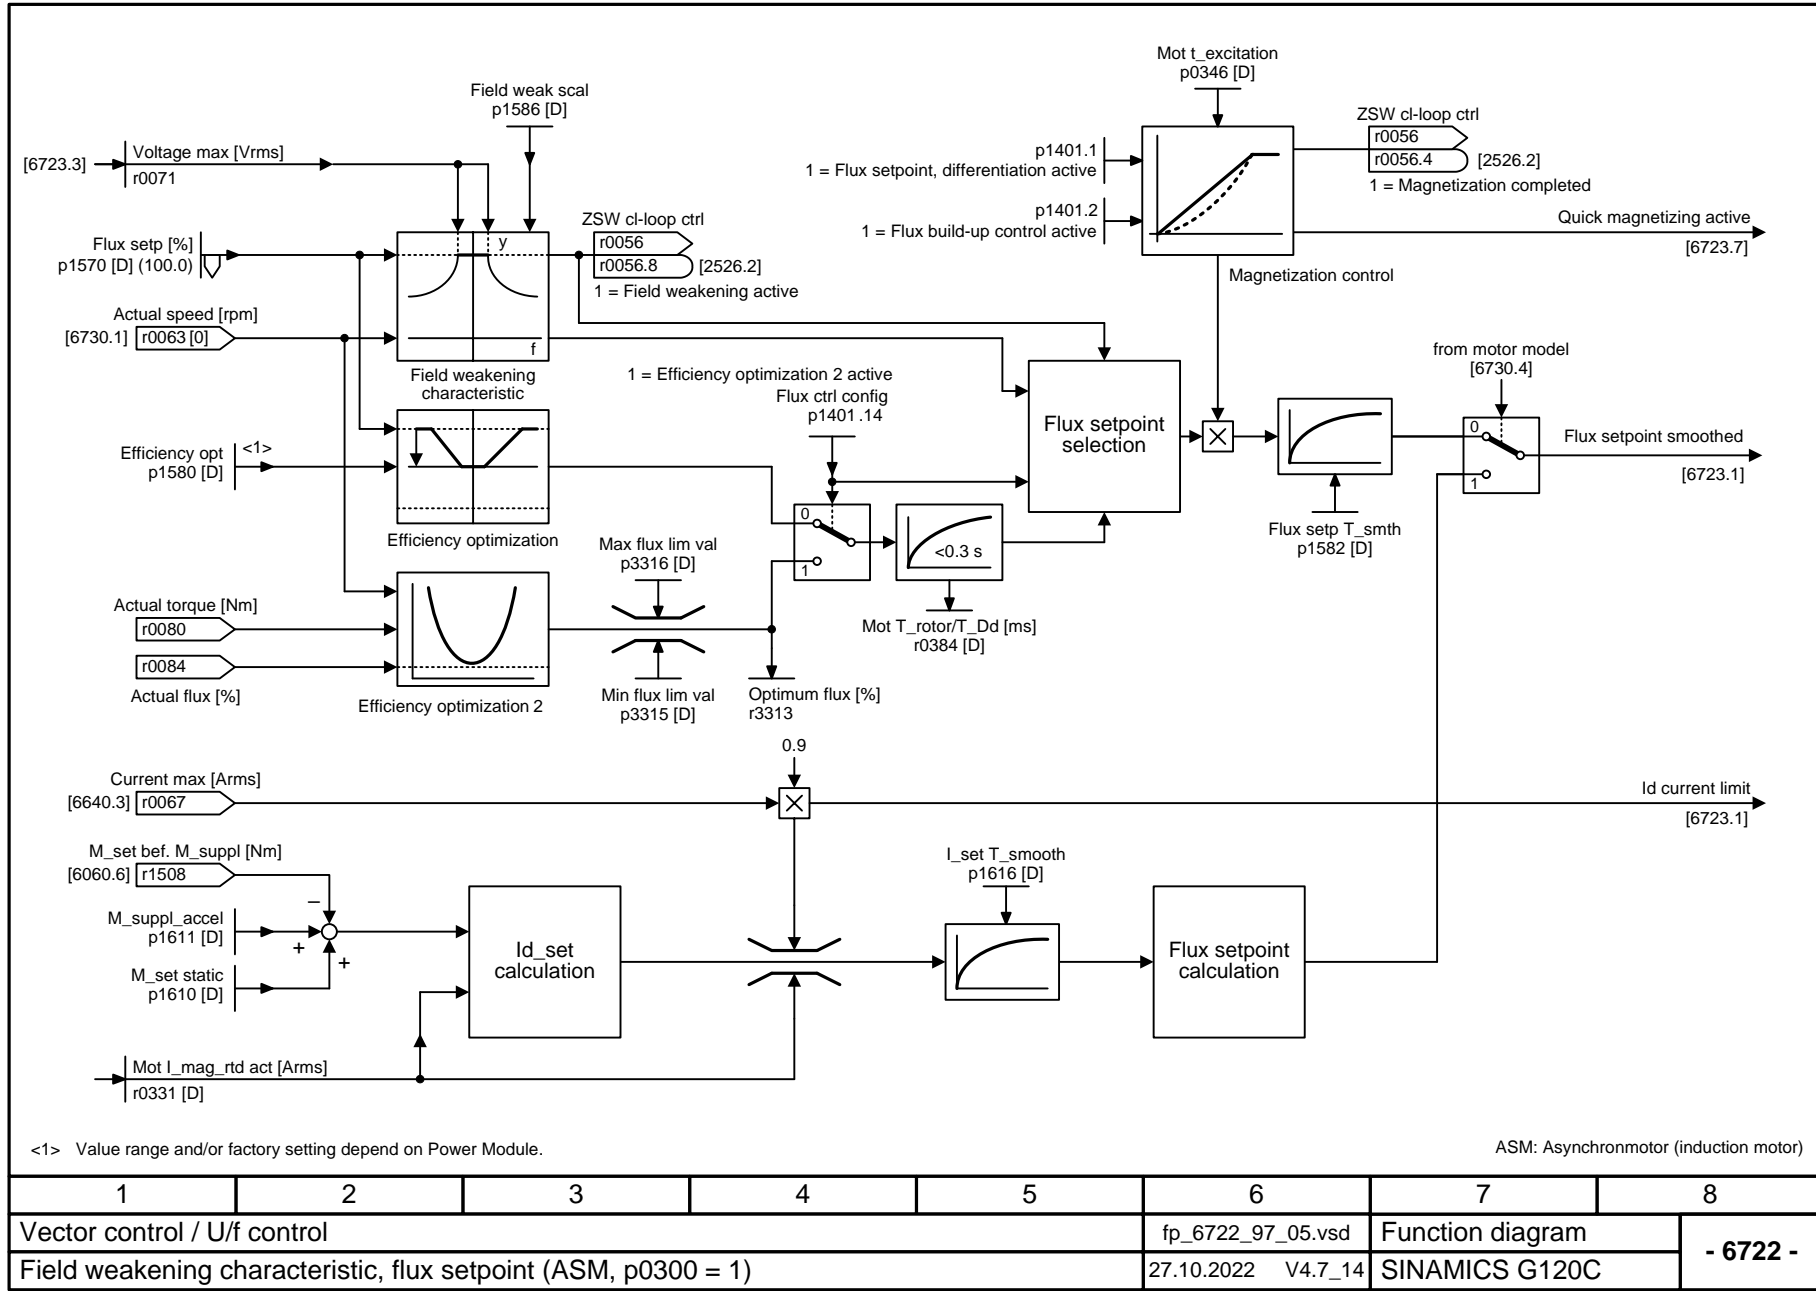 Mot t_excitation
p0346 [D]
Field weak scal
p1586 [D]
ZSW cl-loop ctrl
r0056
r0056.4
[2526.2]
1 = Magnetization completed
[6723.3]
Voltage max [Vrms]
r0071
p1401.1
1 = Flux setpoint, differentiation active
p1401.2
1 = Flux build-up control active
Quick magnetizing active
[6723.7]
Magnetization control
Flux setp [%]
p1570 [D] (100.0)
y
f
ZSW cl-loop ctrl
r0056
r0056.8
[2526.2]
1 = Field weakening active
Actual speed [rpm]
[6730.1]
r0063 [0]
Field weakening
characteristic
1 = Efficiency optimization 2 active
Flux ctrl config
p1401 .14
from motor model
[6730.4]
Flux setpoint
selection
0
1
Flux setpoint smoothed
[6723.1]
Efficiency opt
p1580 [D]
<1>
Efficiency optimization
Flux setp T_smth
p1582 [D]
0
1
<0.3 s
Mot T_rotor/T_Dd [ms]
r0384 [D]
Max flux lim val
p3316 [D]
Actual torque [Nm]
r0080
r0084
Actual flux [%]
Efficiency optimization 2
Min flux lim val
p3315 [D]
Optimum flux [%]
r3313
0.9
Current max [Arms]
[6640.3]
r0067
Id current limit
[6723.1]
M_set bef. M_suppl [Nm]
[6060.6]
r1508
–
M_suppl_accel
p1611 [D]
+
+
M_set static
p1610 [D]
Id_set
calculation
I_set T_smooth
p1616 [D]
Flux setpoint
calculation
Mot I_mag_rtd act [Arms]
r0331 [D]
<1> Value range and/or factory setting depend on Power Module.
ASM: Asynchronmotor (induction motor)
1 2 3 4 5 6 7 8
Vector control / U/f control
fp_6722_97_05.vsd
Function diagram
- 6722 -
Field weakening characteristic, flux setpoint (ASM, p0300 = 1)
27.10.2022 V4.7_14
SINAMICS G120C